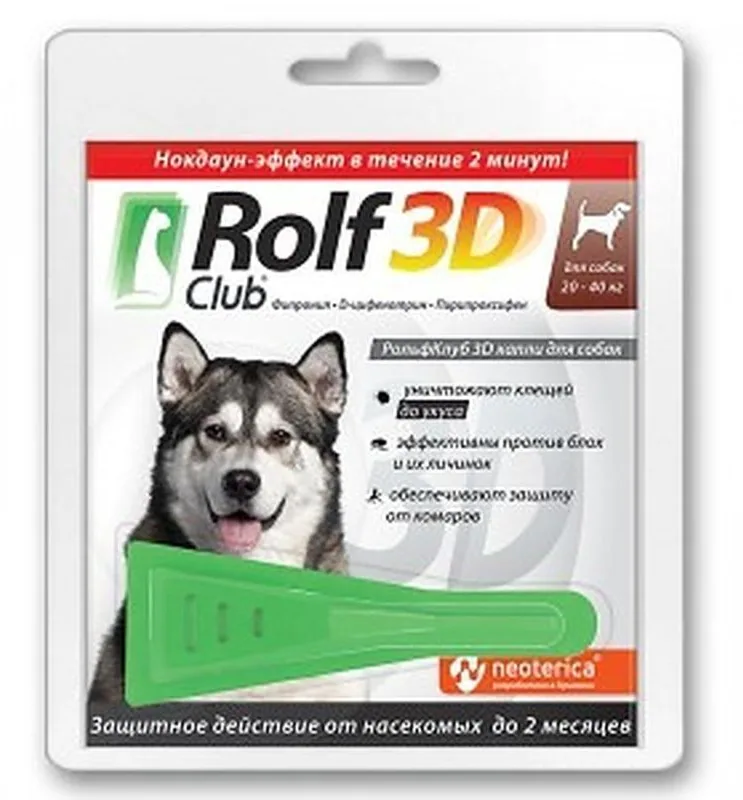 Нокдаун-эффект в течение 2 минут!
Rolf 3D
Club®
Фипронил • D-цифенотрин • Пирипроксифен
для собак
20 - 40 кг
РольфКлуб 3D капли для собак
уничтожают клещей
до укуса
эффективны против блох
и их личинок
обеспечивают защиту
от комаров
3D
neoterica®
Защитное действие от насекомых до 2 месяцев